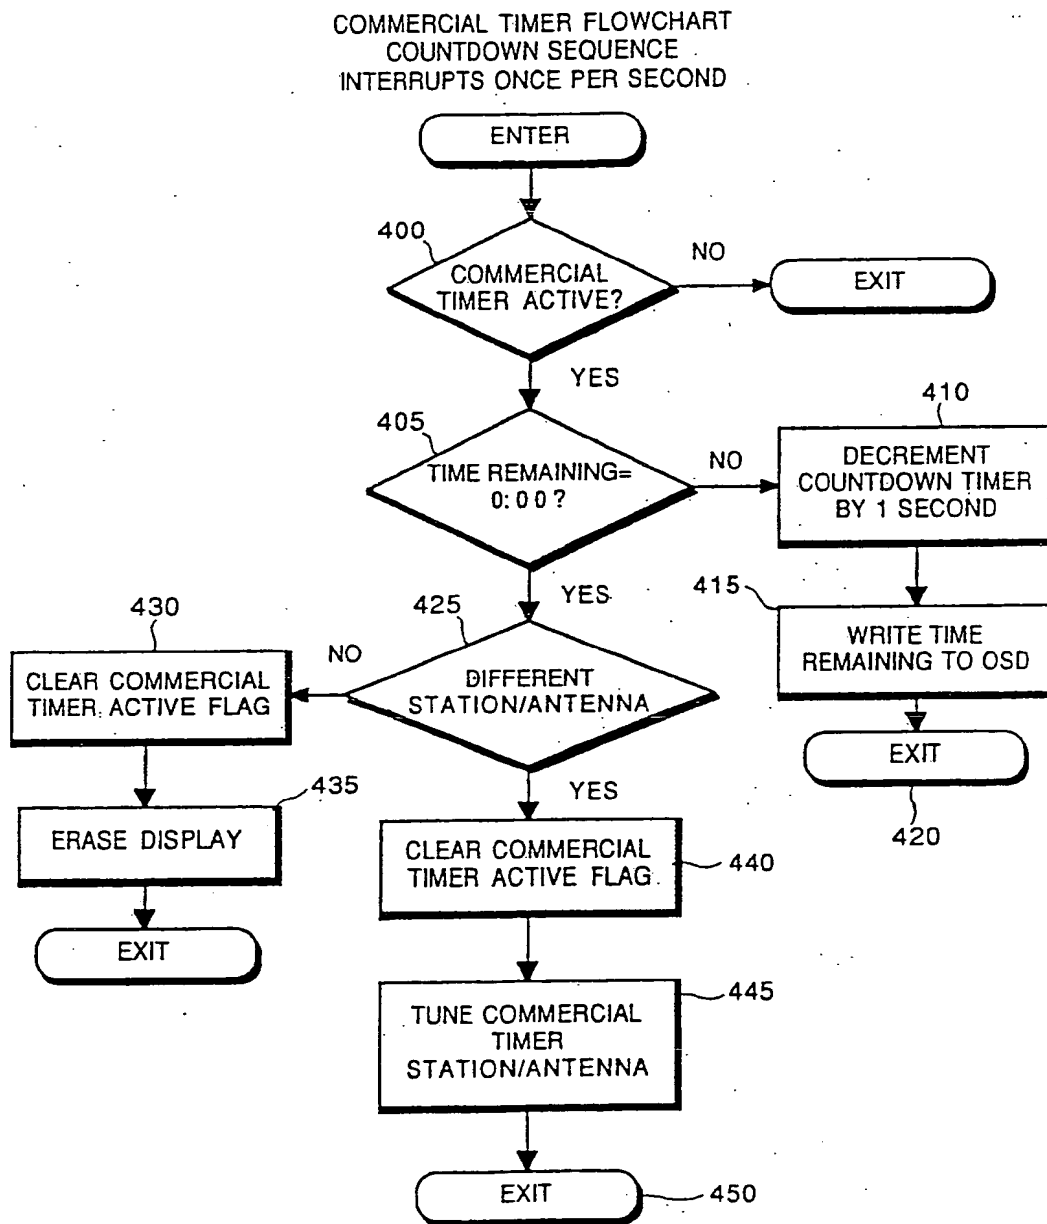 COMMERCIAL TIMER FLOWCHART
COUNTDOWN SEQUENCE
INTERRUPTS ONCE PER SECOND
ENTER
400
COMMERCIAL
TIMER ACTIVE?
NO
EXIT
YES
405
TIME REMAINING=
0:00?
NO
410
DECREMENT
COUNTDOWN TIMER
BY 1 SECOND
415
WRITE TIME
REMAINING TO OSD
EXIT
420
YES
425
DIFFERENT
STATION/ANTENNA
NO
430
CLEAR COMMERCIAL
TIMER ACTIVE FLAG
435
ERASE DISPLAY
EXIT
YES
CLEAR COMMERCIAL
TIMER ACTIVE FLAG
440
TUNE COMMERCIAL
TIMER
STATION/ANTENNA
445
EXIT
450